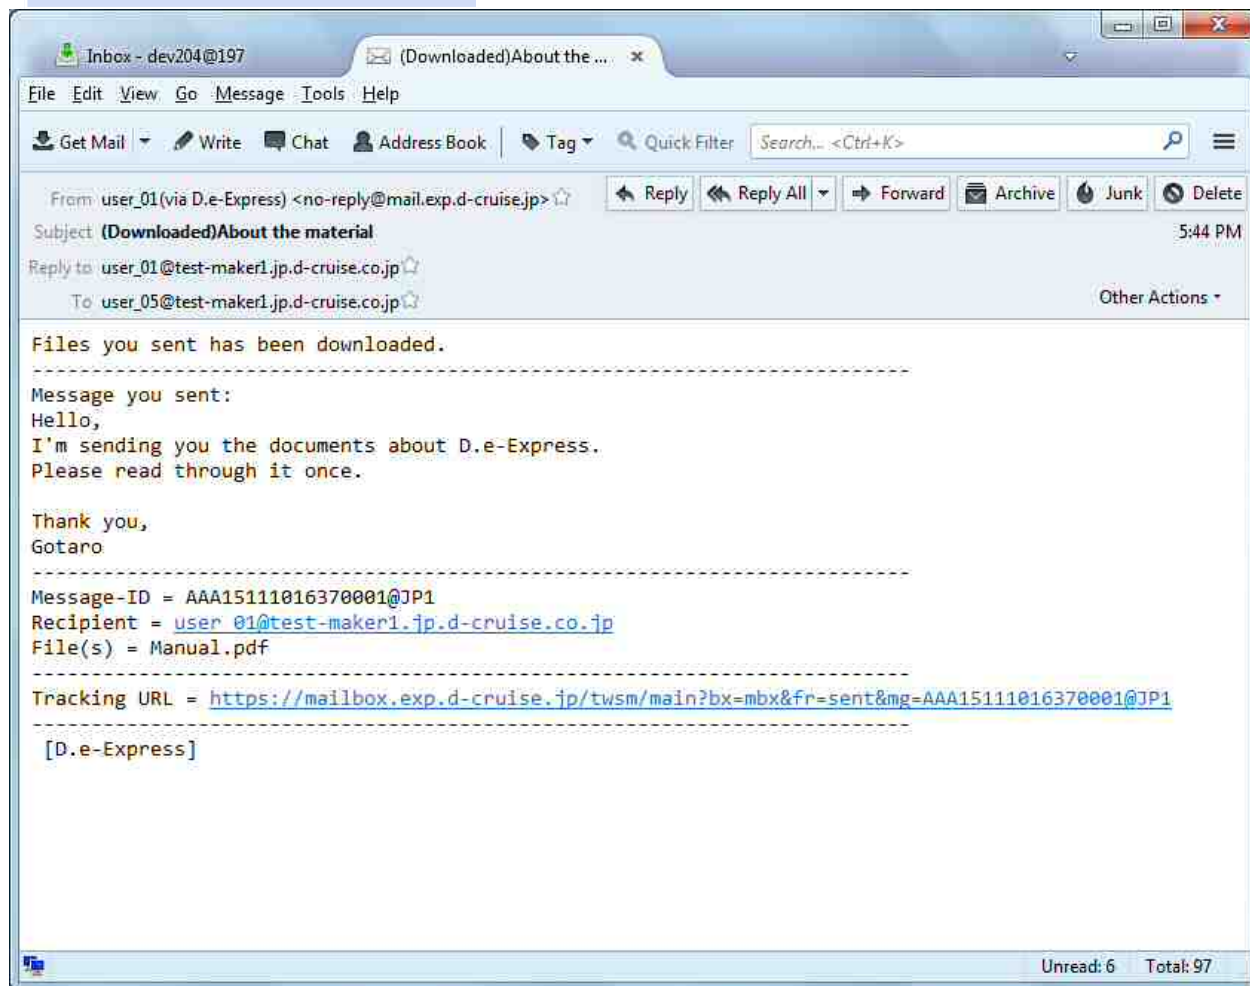 Inbox - dev204@197
(Downloaded)About the ...
File Edit View Go Message Tools Help
Get Mail Write Chat Address Book Tag Quick Filter Search... <Ctrl+K>
From user_01(via D.e-Express) <no-reply@mail.exp.d-cruise.jp> Reply Reply All Forward Archive Junk Delete
Subject (Downloaded)About the material 5:44 PM
Reply to user_01@test-maker1.jp.d-cruise.co.jp
To user_05@test-maker1.jp.d-cruise.co.jp Other Actions
Files you sent has been downloaded.
--------------------------------------------------------------------------
Message you sent:
Hello,
I'm sending you the documents about D.e-Express.
Please read through it once.
Thank you,
Gotaro
--------------------------------------------------------------------------
Message-ID = AAA15111016370001@JP1
Recipient = user_01@test-maker1.jp.d-cruise.co.jp
File(s) = Manual.pdf
--------------------------------------------------------------------------
Tracking URL = https://mailbox.exp.d-cruise.jp/twsm/main?bx=mbx&fr=sent&mg=AAA15111016370001@JP1
--------------------------------------------------------------------------
[D.e-Express]
Unread: 6 Total: 97